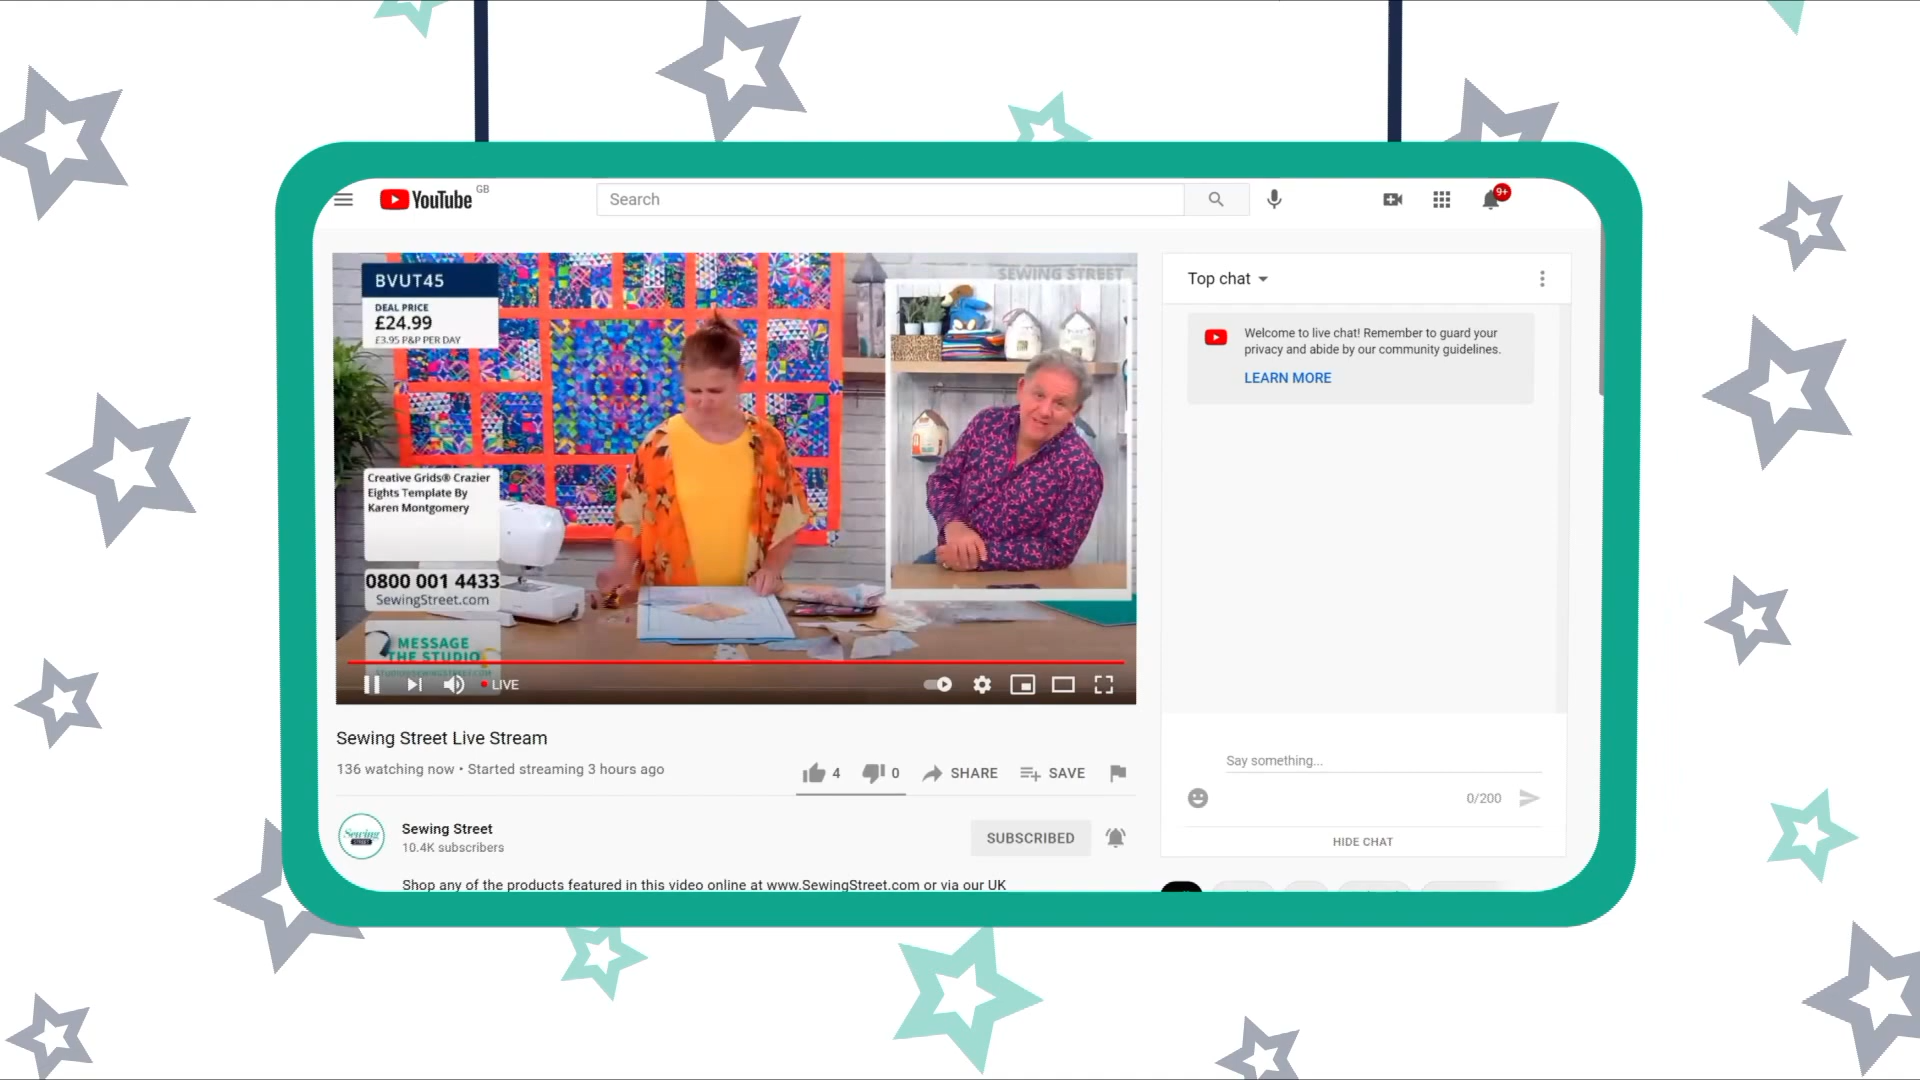 YouTube GB
Search
9+
BVUT45
DEAL PRICE
£24.99
£3.95 P&P PER DAY
SEWING STREET
Creative Grids® Crazier
Eights Template By
Karen Montgomery
0800 001 4433
SewingStreet.com
MESSAGE
THE STUDIO
LIVE
Top chat
Welcome to live chat! Remember to guard your
privacy and abide by our community guidelines.
LEARN MORE
Say something...
0/200
HIDE CHAT
Sewing Street Live Stream
136 watching now • Started streaming 3 hours ago
4 0 SHARE SAVE
Sewing Street
10.4K subscribers
SUBSCRIBED
Shop any of the products featured in this video online at www.SewingStreet.com or via our UK